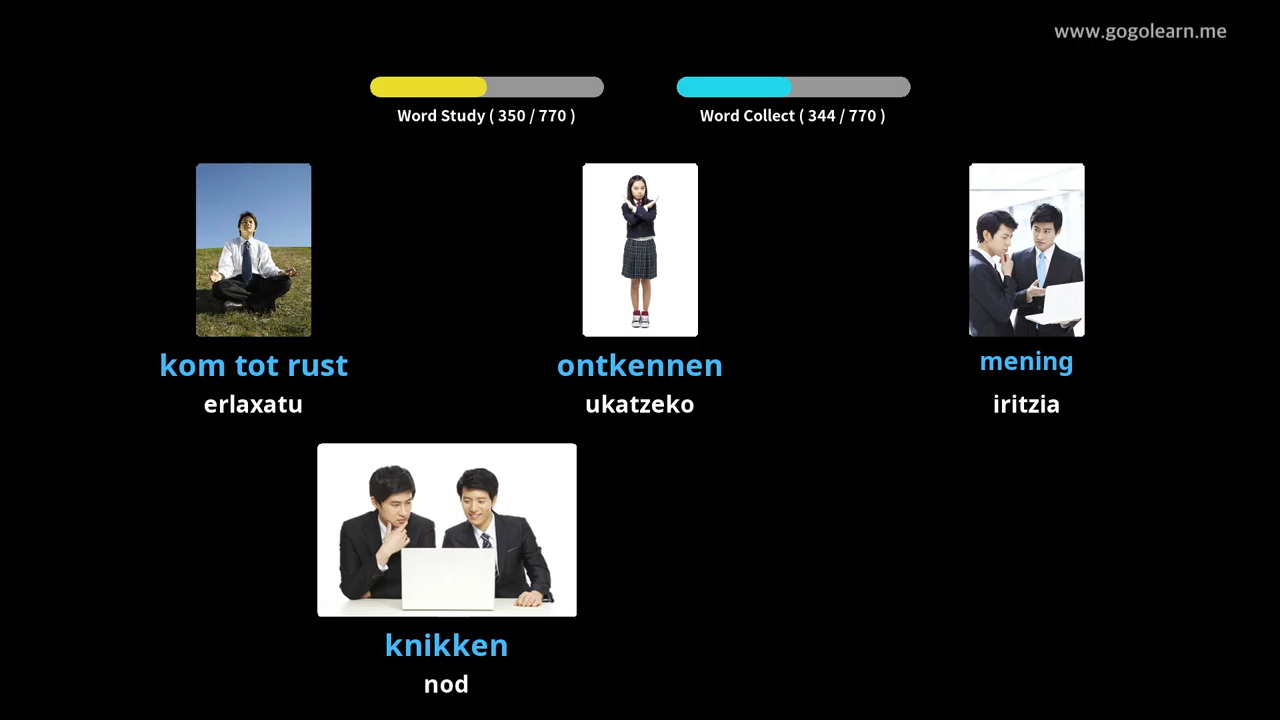 www.gogolearn.me
Word Study ( 350 / 770 )
Word Collect ( 344 / 770 )
kom tot rust
erlaxatu
ontkennen
ukatzeko
mening
iritzia
knikken
nod